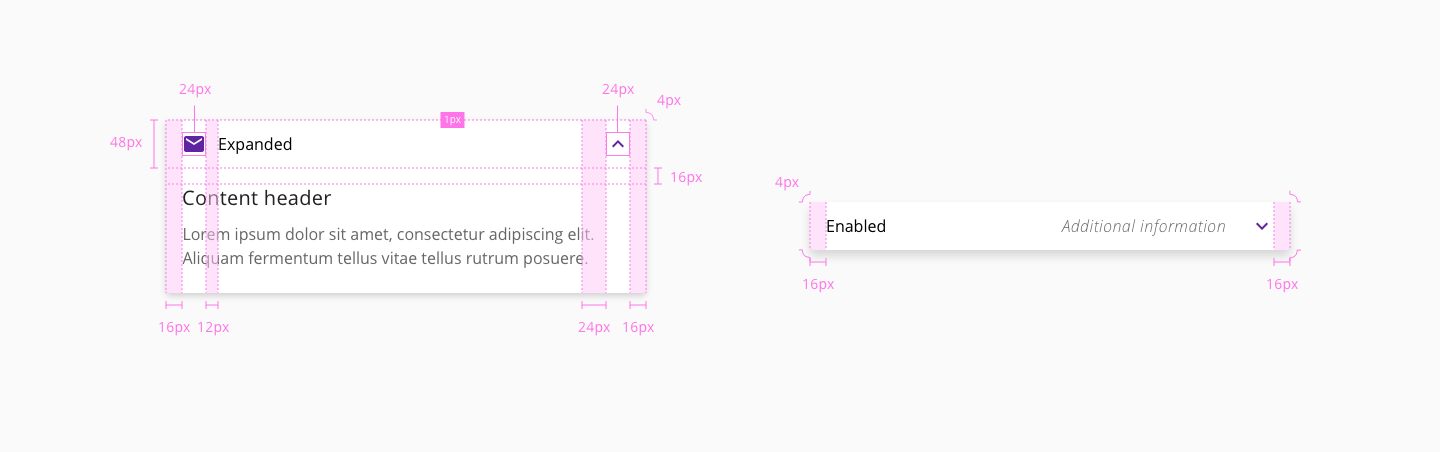 24px
24px
4px
1px
48px
Expanded
16px
Content header
Lorem ipsum dolor sit amet, consectetur adipiscing elit.
Aliquam fermentum tellus vitae tellus rutrum posuere.
16px
12px
24px
16px
4px
Enabled
Additional information
16px
16px